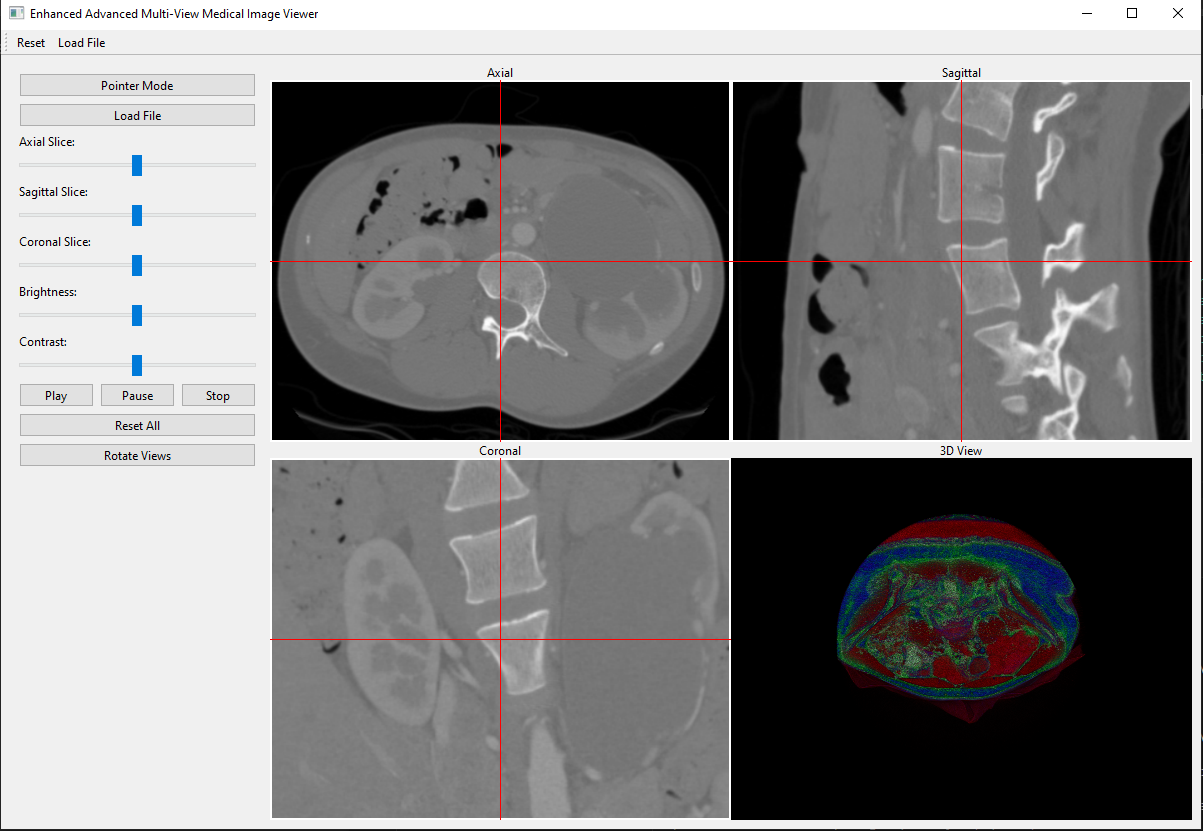 Enhanced Advanced Multi-View Medical Image Viewer
Reset Load File
Pointer Mode
Load File
Axial Slice:
Sagittal Slice:
Coronal Slice:
Brightness:
Contrast:
Play Pause Stop
Reset All
Rotate Views
Axial
Sagittal
Coronal
3D View